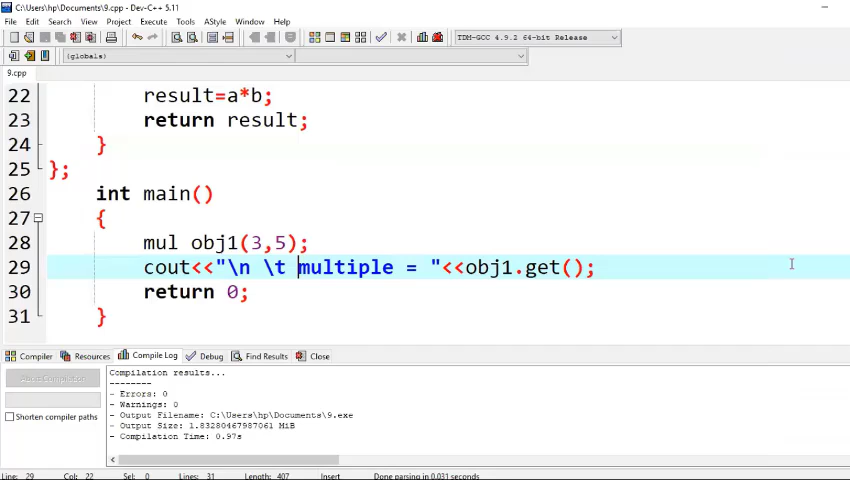 C:\Users\hp\Documents\9.cpp - Dev-C++ 5.11
File Edit Search View Project Execute Tools AStyle Window Help
TDM-GCC 4.9.2 64-bit Release
(globals)
9.cpp
22 result=a*b;
23 return result;
24 }
25 };
26 int main()
27 {
28 mul obj1(3,5);
29 cout<<"\n \t multiple = "<<obj1.get();
30 return 0;
31 }
Compiler Resources Compile Log Debug Find Results Close
Compilation results...
--------
- Errors: 0
- Warnings: 0
- Output Filename: C:\Users\hp\Documents\9.exe
- Output Size: 1.83280467987061 MiB
- Compilation Time: 0.97s
Shorten compiler paths
Line: 29 Col: 22 Sel: 0 Lines: 31 Length: 407 Insert Done parsing in 0.031 seconds